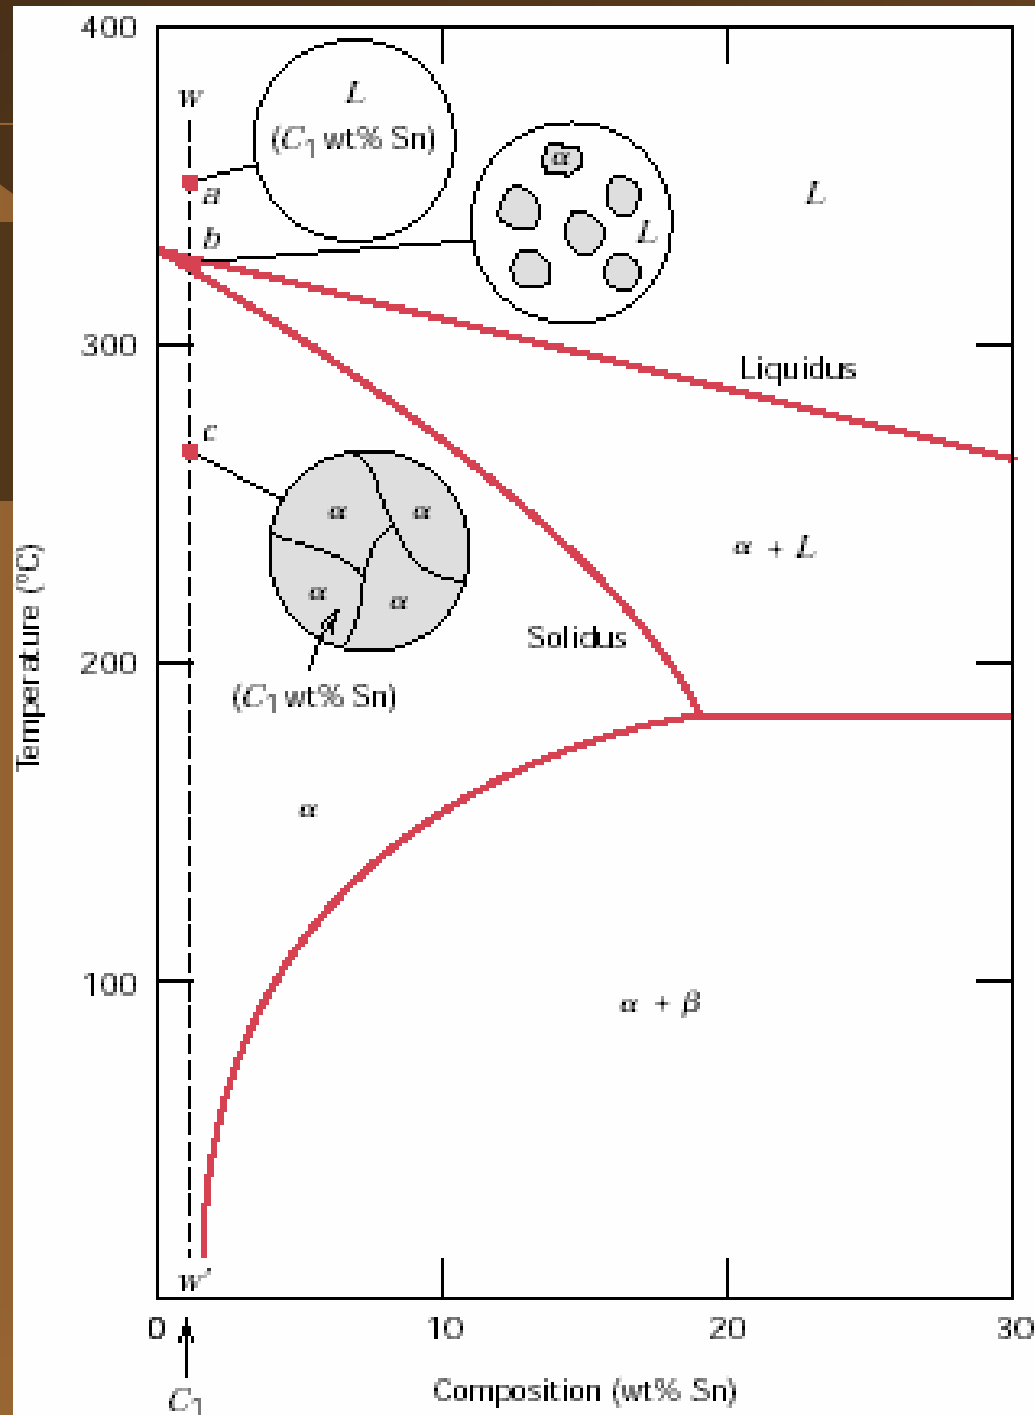 400
w
L
(C₁ wt% Sn)
α
L
L
a
b
300
Liquidus
c
α
α
α + L
α
α
Temperature (°C)
Solidus
200
(C₁ wt% Sn)
α
100
α + β
w′
0
10
20
30
C₁
Composition (wt% Sn)